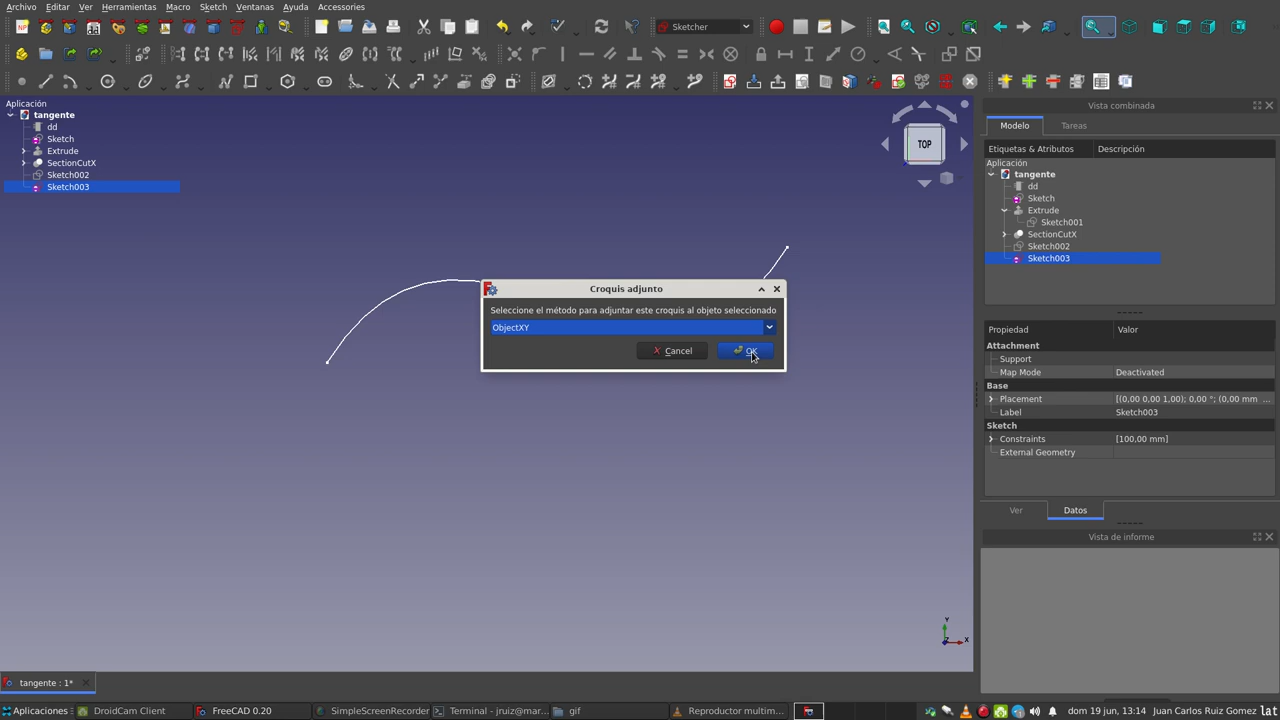 Archivo Editar Ver Herramientas Macro Sketch Ventanas Ayuda Accessories
Sketcher
Aplicación
tangente
dd
Sketch
Extrude
SectionCutX
Sketch002
Sketch003
TOP
Croquis adjunto
Seleccione el método para adjuntar este croquis al objeto seleccionado
ObjectXY
Cancel
OK
Y
X
Vista combinada
Modelo Tareas
Etiquetas & Atributos Descripción
Aplicación
tangente
dd
Sketch
Extrude
Sketch001
SectionCutX
Sketch002
Sketch003
Propiedad Valor
Attachment
Support
Map Mode Deactivated
Base
Placement [(0,00 0,00 1,00); 0,00 °; (0,00 mm ...
Label Sketch003
Sketch
Constraints [100,00 mm]
External Geometry
Ver Datos
Vista de informe
tangente : 1*
Aplicaciones DroidCam Client FreeCAD 0.20 SimpleScreenRecorder Terminal - jruiz@mar... gif Reproductor multim... dom 19 jun, 13:14 Juan Carlos Ruiz Gomez lat